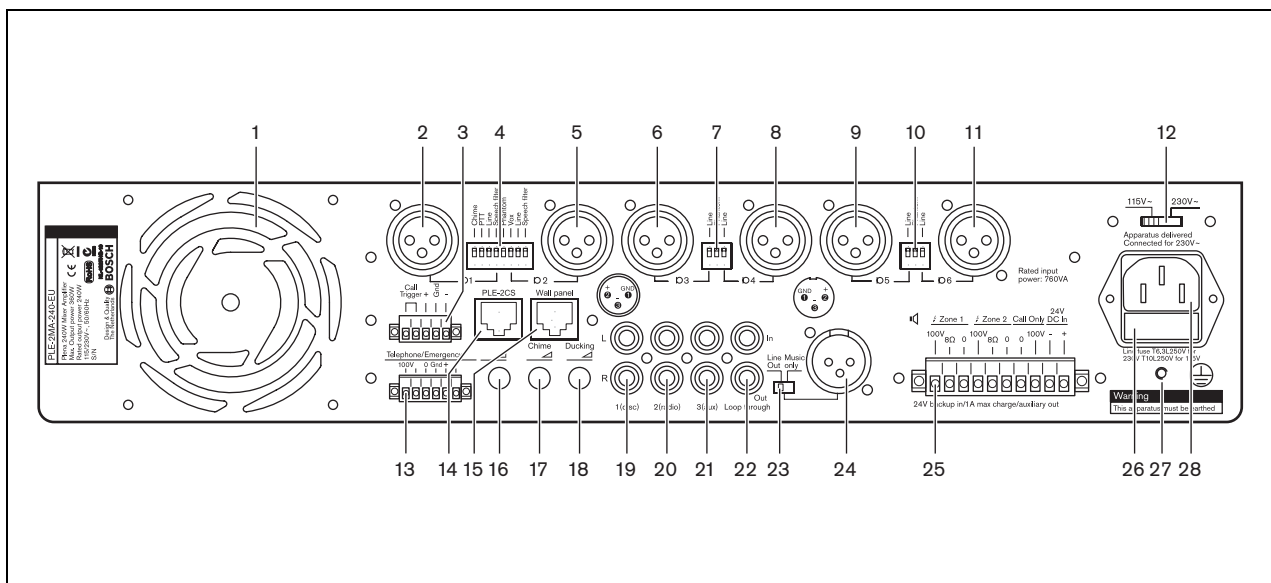 1 2 3 4 5 6 7 8 9 10 11 12
PLE-2MA-240-EU
Plena 240W Mixer Amplifier
Max. Output power 360W
Rated output power 240W
115/230V~, 50/60Hz
S/N
CE
RoHS
BOSCH
Design & Quality
The Netherlands
Chime
PTT
Line
Speech filter
Phantom
Vox
Line
Speech filter
Line
Line
Line
Line
115V~ 230V~
Apparatus delivered
Connected for 230V~
1 2 3 4 5 6
Rated input
power: 760VA
Call
Trigger + Gnd -
PLE-2CS
Wall panel
+ 2 GND 1 - 3
GND 1 + 2 - 3
Zone 1 Zone 2 Call Only 24V DC In
100V 8Ω 0 100V 8Ω 0 0 100V - +
24V backup in/1A max charge/auxiliary out
Telephone/Emergency
100V 0 Gnd +
Chime
Ducking
L
R
In
Out
1(disc)
2(radio)
3(aux)
Loop through
Line Out
Music only
Line fuse T6,3L250V for
230V T10L250V for 115V
Warning
This apparatus must be earthed
13 14 15 16 17 18 19 20 21 22 23 24 25 26 27 28